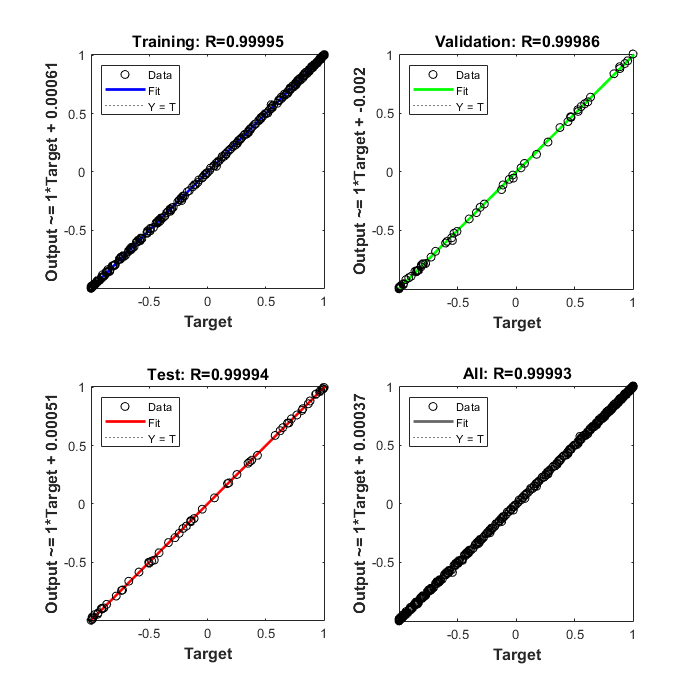 Training: R=0.99995
Output ~= 1*Target + 0.00061
1
0.5
0
-0.5
Data
Fit
Y = T
-0.5
0
0.5
1
Target
Validation: R=0.99986
Output ~= 1*Target + -0.002
1
0.5
0
-0.5
Data
Fit
Y = T
-0.5
0
0.5
1
Target
Test: R=0.99994
Output ~= 1*Target + 0.00051
1
0.5
0
-0.5
Data
Fit
Y = T
-0.5
0
0.5
1
Target
All: R=0.99993
Output ~= 1*Target + 0.00037
1
0.5
0
-0.5
Data
Fit
Y = T
-0.5
0
0.5
1
Target